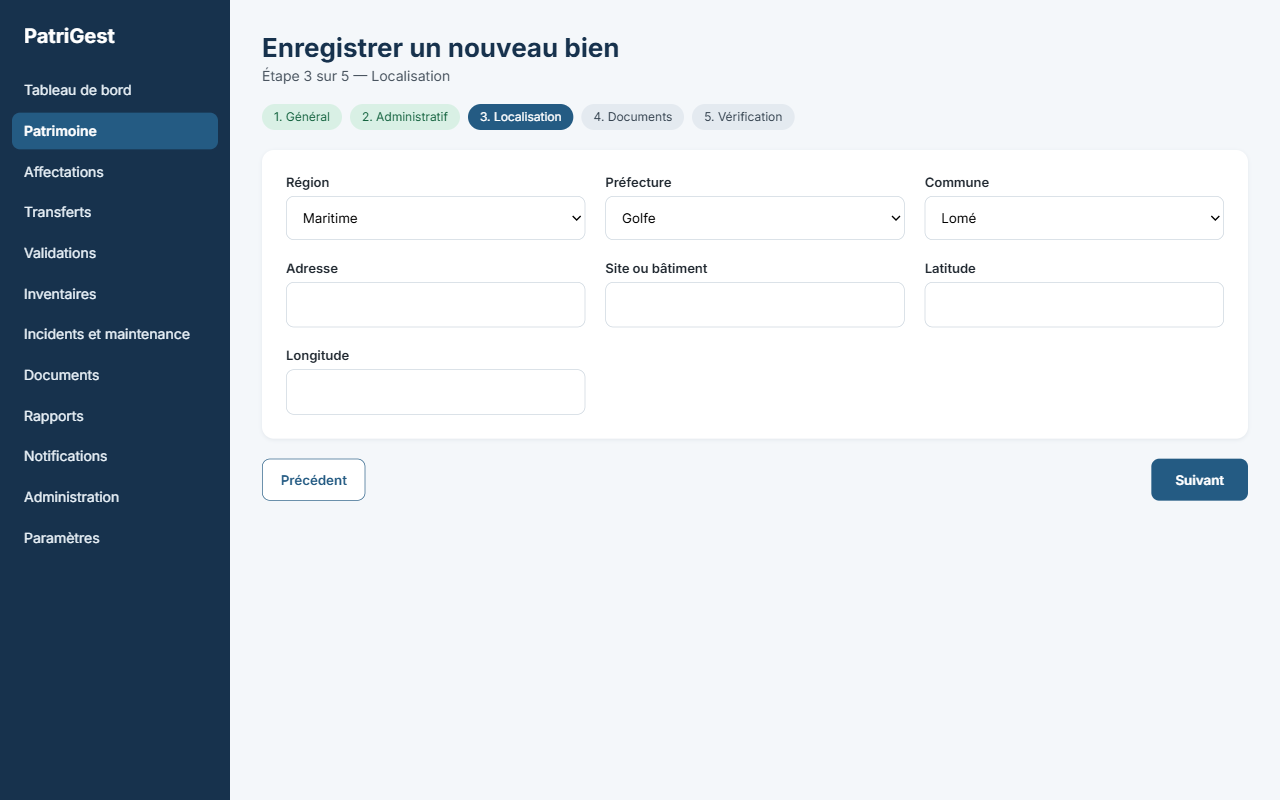 PatriGest
Tableau de bord
Patrimoine
Affectations
Transferts
Validations
Inventaires
Incidents et maintenance
Documents
Rapports
Notifications
Administration
Paramètres
Enregistrer un nouveau bien
Étape 3 sur 5 — Localisation
1. Général 2. Administratif 3. Localisation 4. Documents 5. Vérification
Région Préfecture Commune
Maritime Golfe Lomé
Adresse Site ou bâtiment Latitude
Longitude
Précédent Suivant